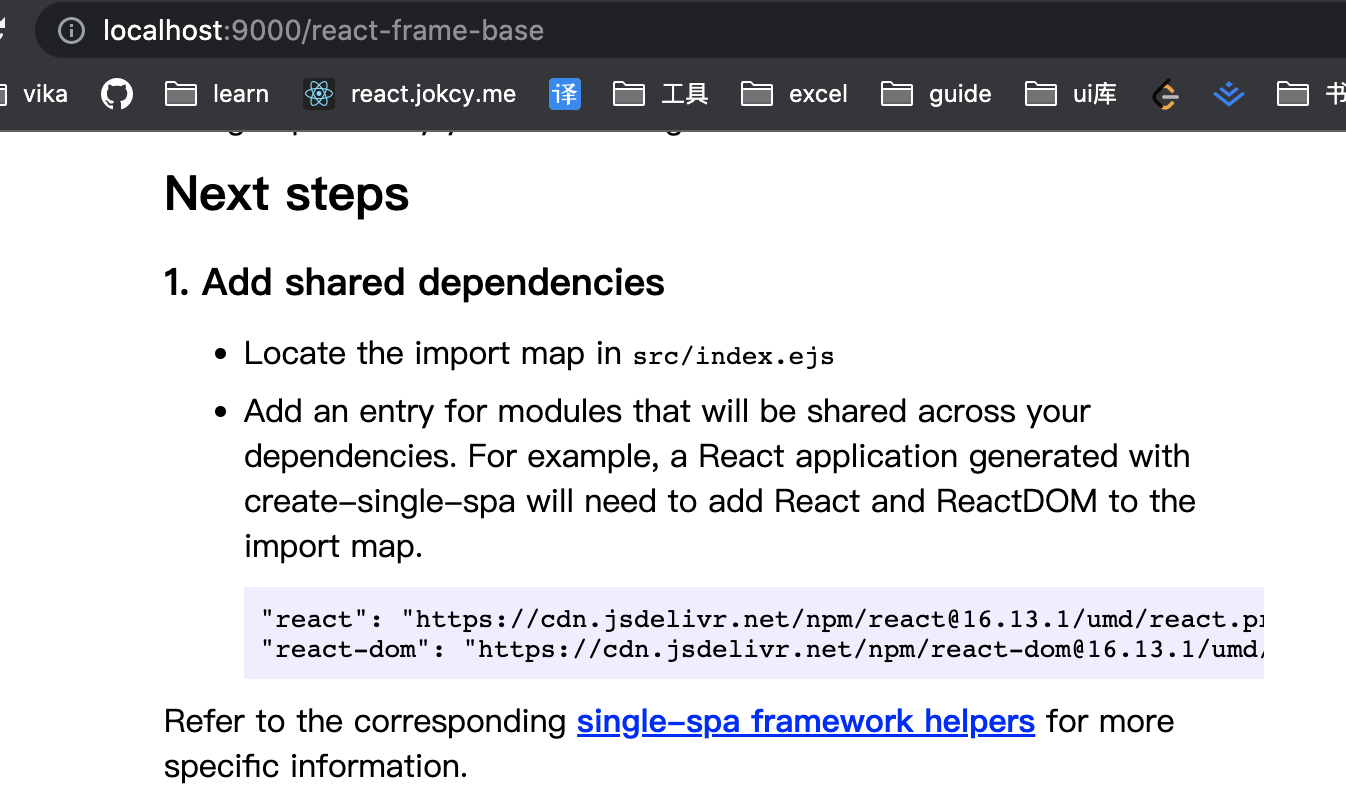 localhost:9000/react-frame-base
vika learn react.jokcy.me 译 工具 excel guide ui库 书
Next steps
1. Add shared dependencies
• Locate the import map in src/index.ejs
• Add an entry for modules that will be shared across your
dependencies. For example, a React application generated with
create-single-spa will need to add React and ReactDOM to the
import map.
"react": "https://cdn.jsdelivr.net/npm/react@16.13.1/umd/react.pr
"react-dom": "https://cdn.jsdelivr.net/npm/react-dom@16.13.1/umd/
Refer to the corresponding single-spa framework helpers for more
specific information.